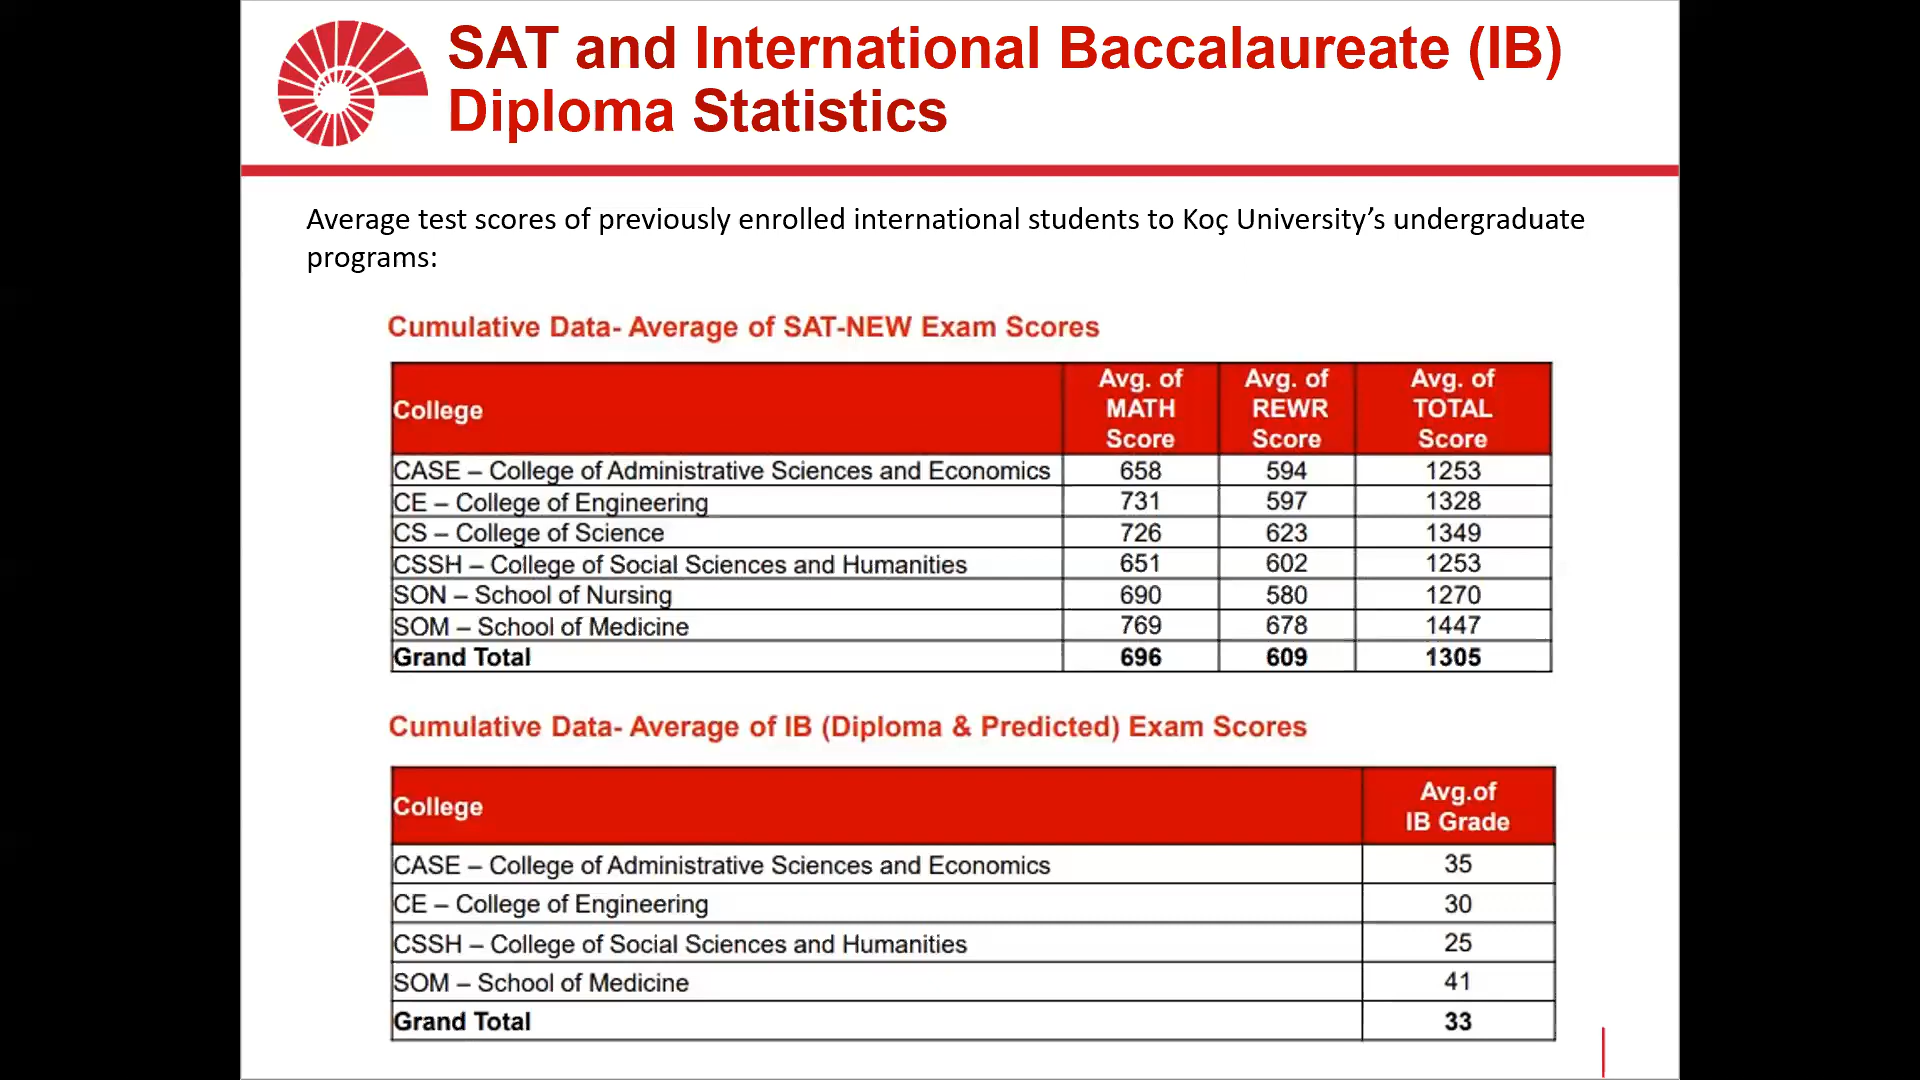 SAT and International Baccalaureate (IB)
Diploma Statistics
Average test scores of previously enrolled international students to Koç University’s undergraduate
programs:
Cumulative Data- Average of SAT-NEW Exam Scores
College Avg. of MATH Score Avg. of REWR Score Avg. of TOTAL Score
CASE – College of Administrative Sciences and Economics 658 594 1253
CE – College of Engineering 731 597 1328
CS – College of Science 726 623 1349
CSSH – College of Social Sciences and Humanities 651 602 1253
SON – School of Nursing 690 580 1270
SOM – School of Medicine 769 678 1447
Grand Total 696 609 1305
Cumulative Data- Average of IB (Diploma & Predicted) Exam Scores
College Avg.of IB Grade
CASE – College of Administrative Sciences and Economics 35
CE – College of Engineering 30
CSSH – College of Social Sciences and Humanities 25
SOM – School of Medicine 41
Grand Total 33